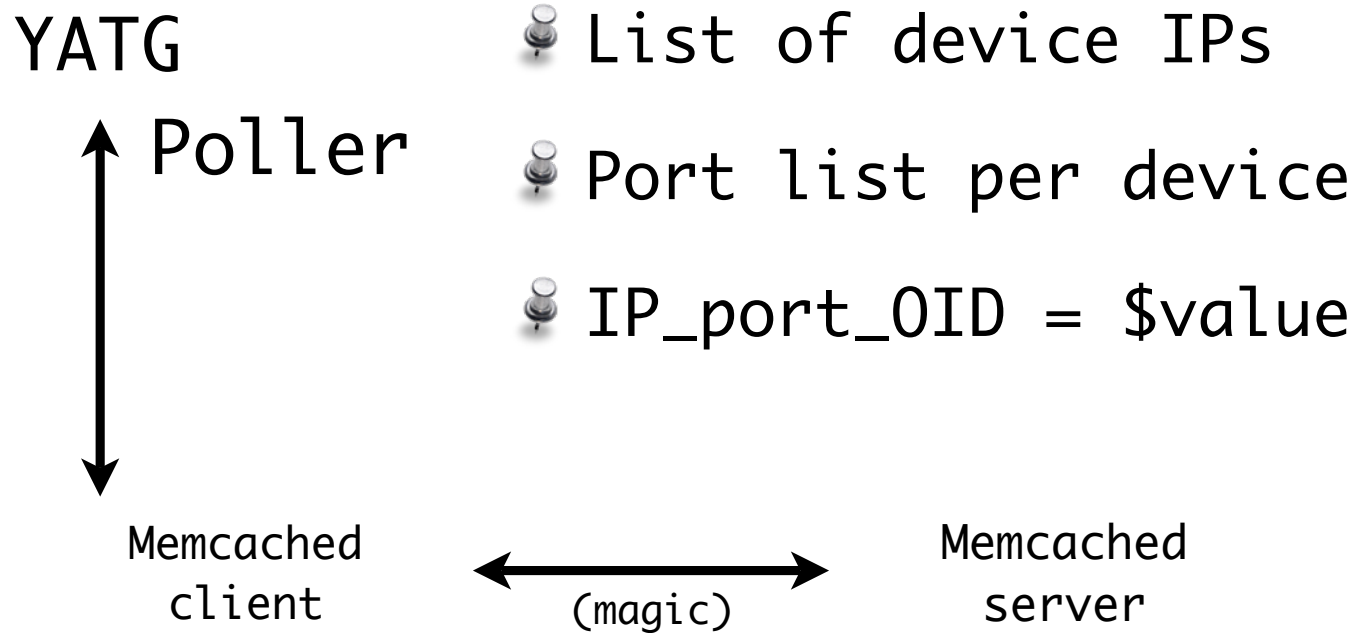 YATG
Poller
List of device IPs
Port list per device
IP_port_OID = $value
Memcached
client
(magic)
Memcached
server